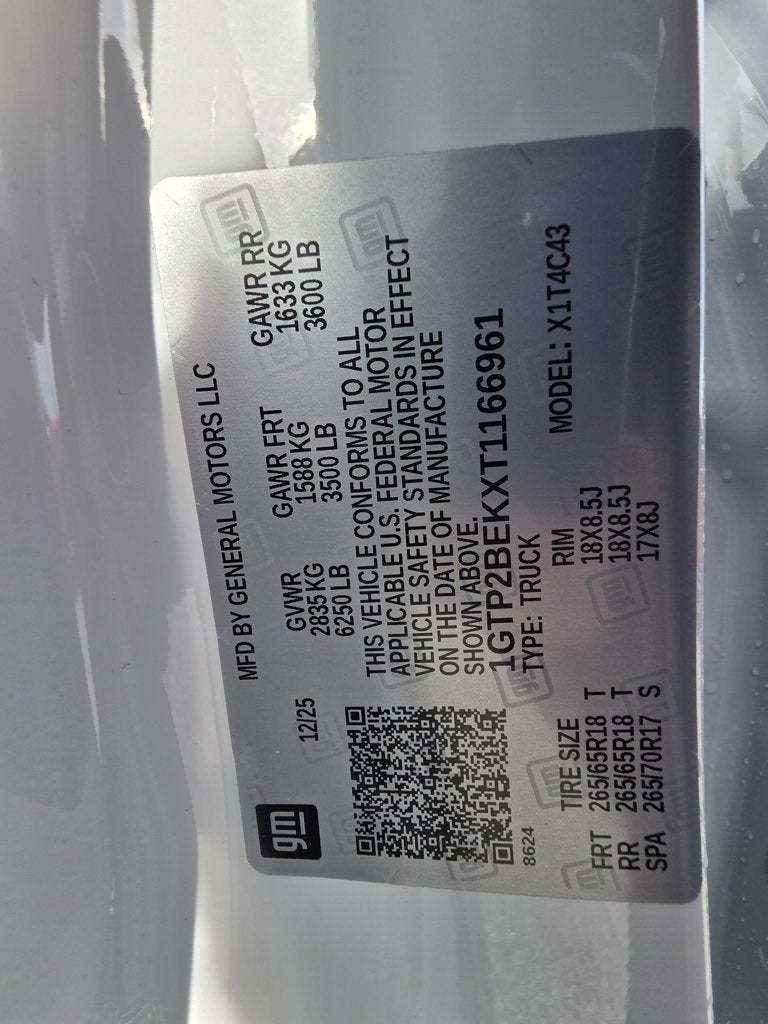 gm
MFD BY GENERAL MOTORS LLC
12/25
GVWR GAWR FRT GAWR RR
2835 KG 1588 KG 1633 KG
6250 LB 3500 LB 3600 LB
THIS VEHICLE CONFORMS TO ALL
APPLICABLE U.S. FEDERAL MOTOR
VEHICLE SAFETY STANDARDS IN EFFECT
ON THE DATE OF MANUFACTURE
SHOWN ABOVE.
1GTP2BEKXT1166961
8624
TYPE: TRUCK
TIRE SIZE RIM MODEL: X1T4C43
FRT 265/65R18 T 18X8.5J
RR 265/65R18 T 18X8.5J
SPA 265/70R17 S 17X8J